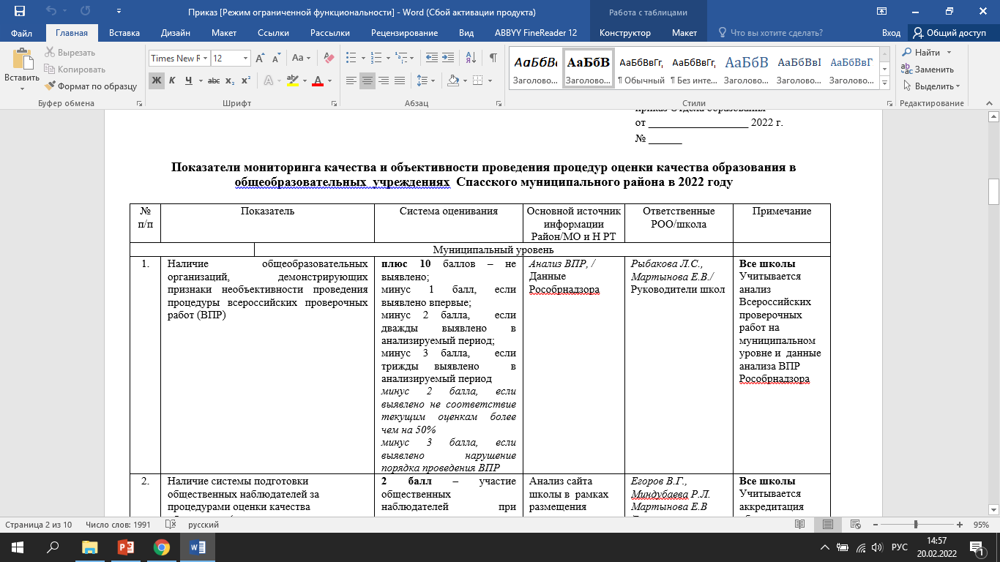 Приказ [Режим ограниченной функциональности] - Word (Сбой активации продукта)
Работа с таблицами
Файл Главная Вставка Дизайн Макет Ссылки Рассылки Рецензирование Вид ABBYY FineReader 12 Конструктор Макет Что вы хотите сделать? Вход Общий доступ
Вставить
Вырезать
Копировать
Формат по образцу
Буфер обмена
Times New F 12
Ж К Ч abc x₂ x²
Шрифт
Абзац
АаБбВ АаБбВ АаБбВвГг, АаБбВвГг, АаБбВ АаБбВвІ АаБбВвГ
Заголово... Заголово... ¶ Обычный ¶ Без инте... Заголово... Заголово... Заголово...
Стили
Найти
Заменить
Выделить
Редактирование
приказ Отдела образования
от __________________ 2022 г.
№ ______
Показатели мониторинга качества и объективности проведения процедур оценки качества образования в
общеобразовательных учреждениях Спасского муниципального района в 2022 году
№
п/п
Показатель
Система оценивания
Основной источник
информации
Район/МО и Н РТ
Ответственные
РОО/школа
Примечание
Муниципальный уровень
1.
Наличие общеобразовательных
организаций, демонстрирующих
признаки необъективности проведения
процедуры всероссийских проверочных
работ (ВПР)
плюс 10 баллов – не
выявлено;
минус 1 балл, если
выявлено впервые;
минус 2 балла, если
дважды выявлено в
анализируемый период;
минус 3 балла, если
трижды выявлено в
анализируемый период
минус 2 балла, если
выявлено не соответствие
текущим оценкам более
чем на 50%
минус 3 балла, если
выявлено нарушение
порядка проведения ВПР
Анализ ВПР, /
Данные
Рособрнадзора
Рыбакова Л.С.,
Мартынова Е.В./
Руководители школ
Все школы
Учитывается
анализ
Всероссийских
проверочных
работ на
муниципальном
уровне и данные
анализа ВПР
Рособрнадзора
2.
Наличие системы подготовки
общественных наблюдателей за
процедурами оценки качества
2 балл – участие
общественных
наблюдателей при
Анализ сайта
школы в рамках
размещения
Егоров В.Г.,
Миндубаева Р.Л.
Мартынова Е.В
Все школы
Учитывается
аккредитация
Страница 2 из 10 Число слов: 1991 русский 95%
РУС
14:57
20.02.2022
1